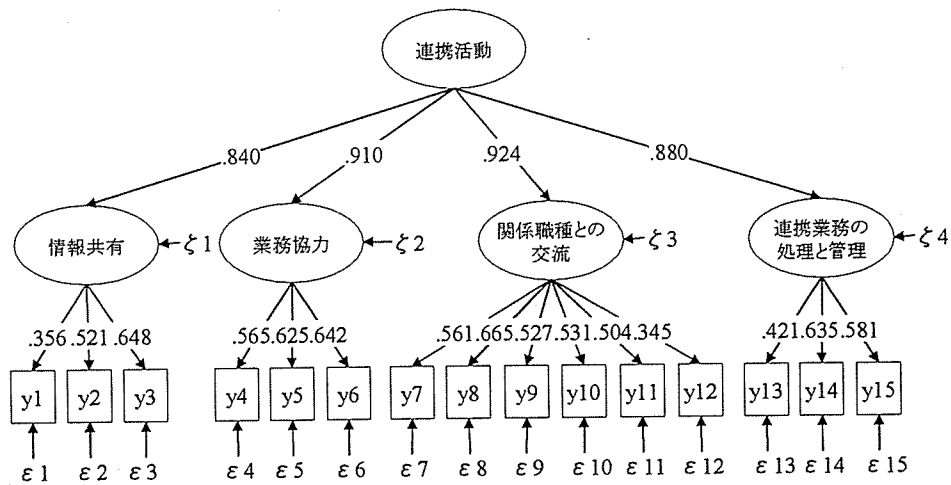 連携活動
.840 .910 .924 .880
情報共有 ζ1
業務協力 ζ2
関係職種との
交流
ζ3
連携業務の
処理と管理
ζ4
.356 .521 .648 .565 .625 .642 .561 .665 .527 .531 .504 .345 .421 .635 .581
y1 y2 y3 y4 y5 y6 y7 y8 y9 y10 y11 y12 y13 y14 y15
ε1 ε2 ε3 ε4 ε5 ε6 ε7 ε8 ε9 ε10 ε11 ε12 ε13 ε14 ε15